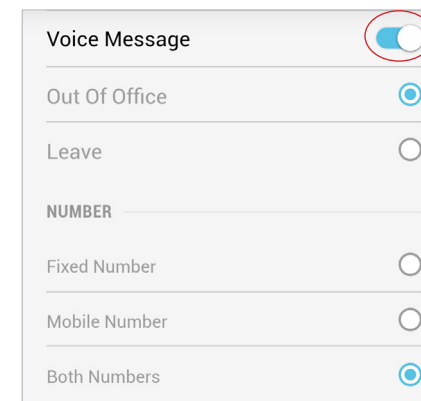 Voice Message
Out Of Office
Leave
NUMBER
Fixed Number
Mobile Number
Both Numbers